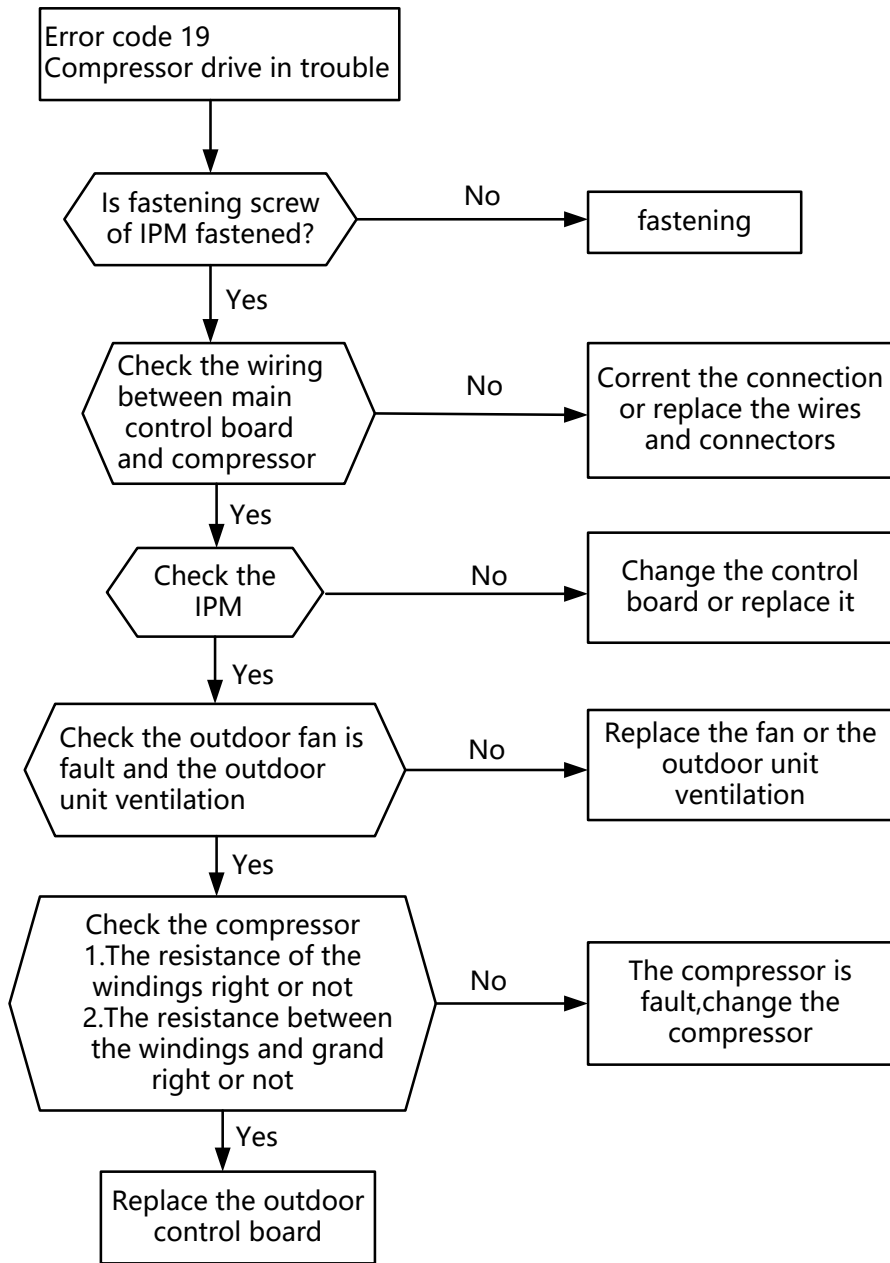 Error code 19
Compressor drive in trouble
Is fastening screw
of IPM fastened?
No
fastening
Yes
Check the wiring
between main
control board
and compressor
No
Corrent the connection
or replace the wires
and connectors
Yes
Check the
IPM
No
Change the control
board or replace it
Yes
Check the outdoor fan is
fault and the outdoor
unit ventilation
No
Replace the fan or the
outdoor unit
ventilation
Yes
Check the compressor
1.The resistance of the
windings right or not
2.The resistance between
the windings and grand
right or not
No
The compressor is
fault,change the
compressor
Yes
Replace the outdoor
control board